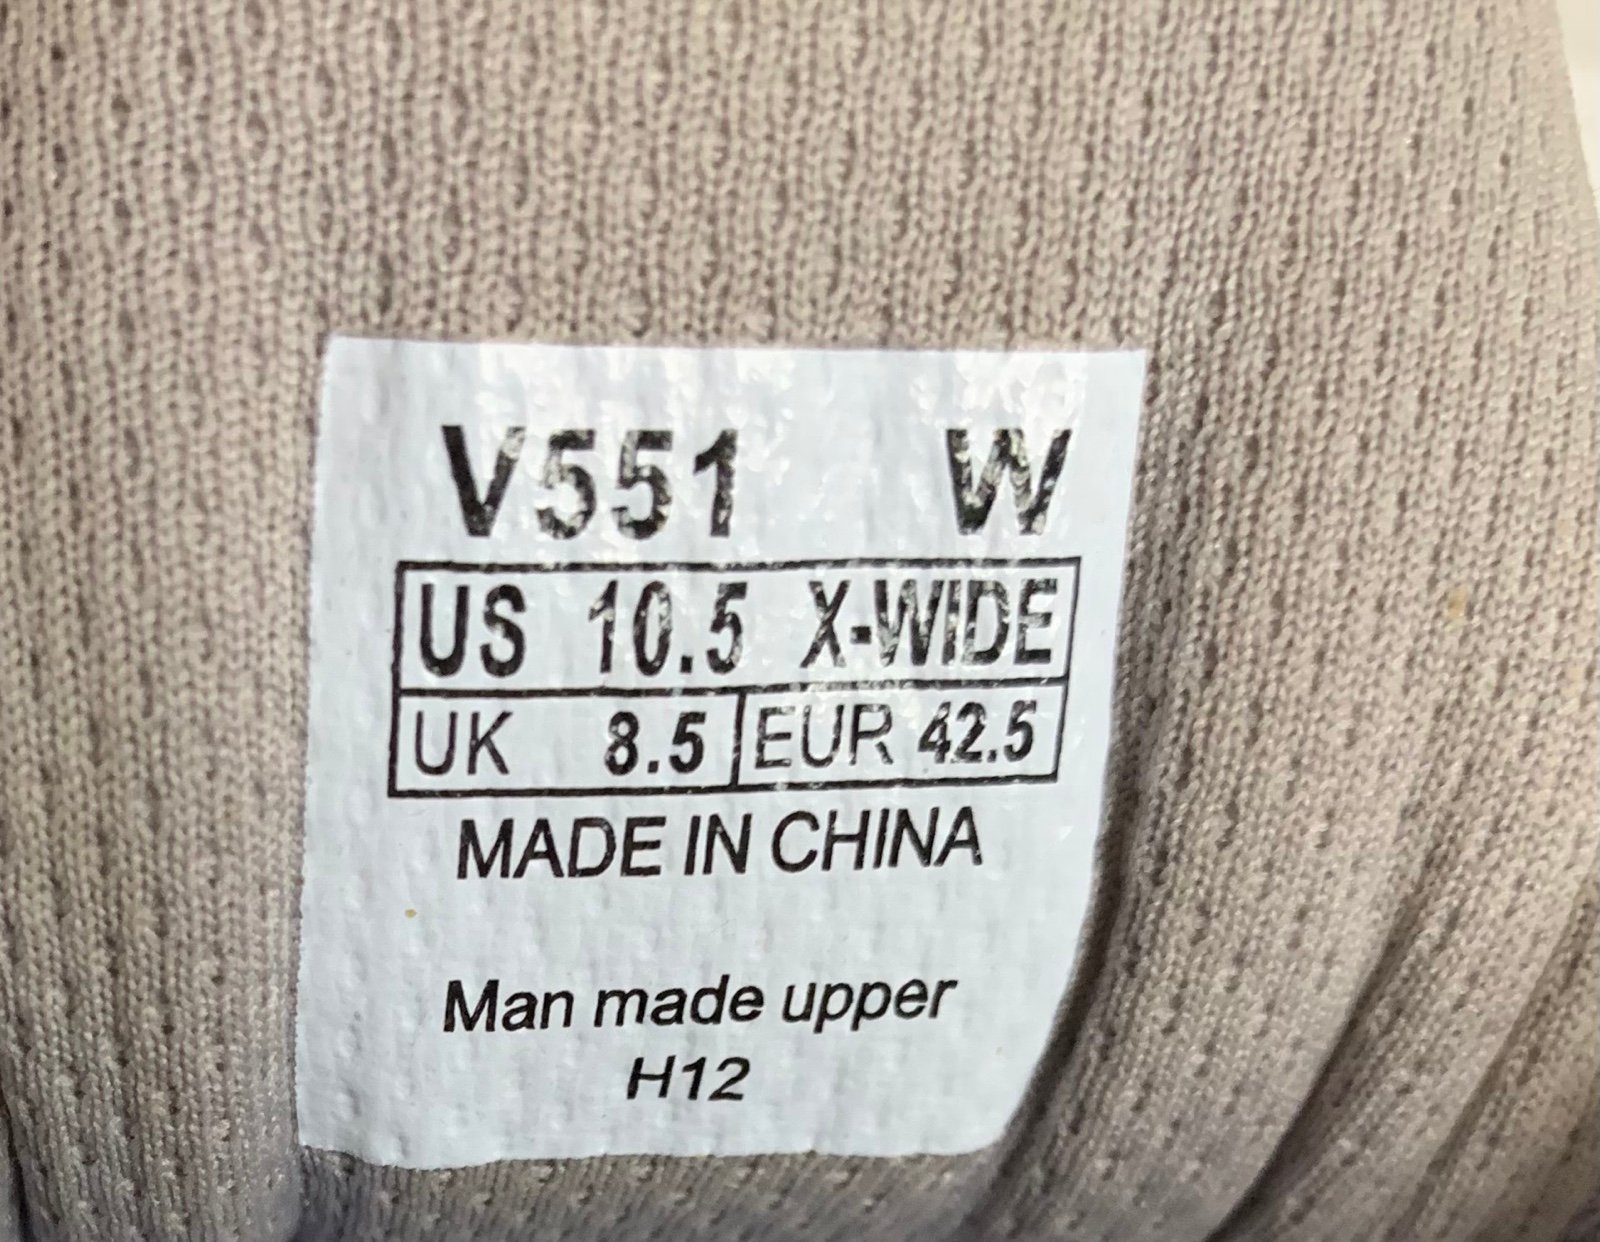 V551 W
US 10.5 X-WIDE
UK 8.5 EUR 42.5
MADE IN CHINA
Man made upper
H12